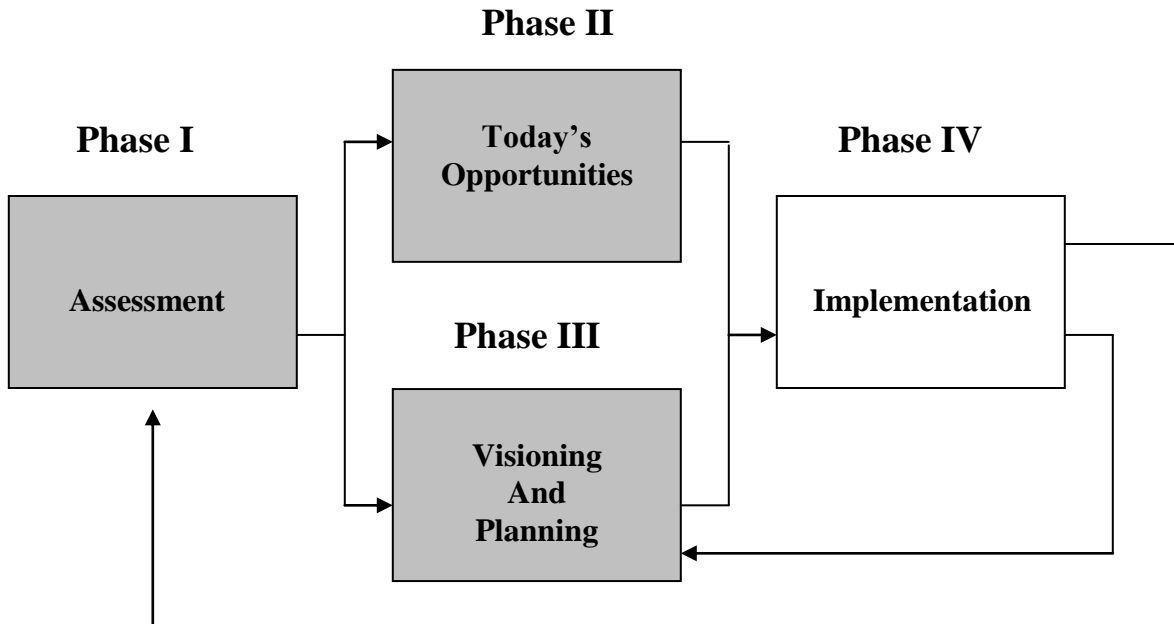 Phase II
Today’s
Opportunities
Phase I
Assessment
Phase IV
Implementation
Phase III
Visioning
And
Planning